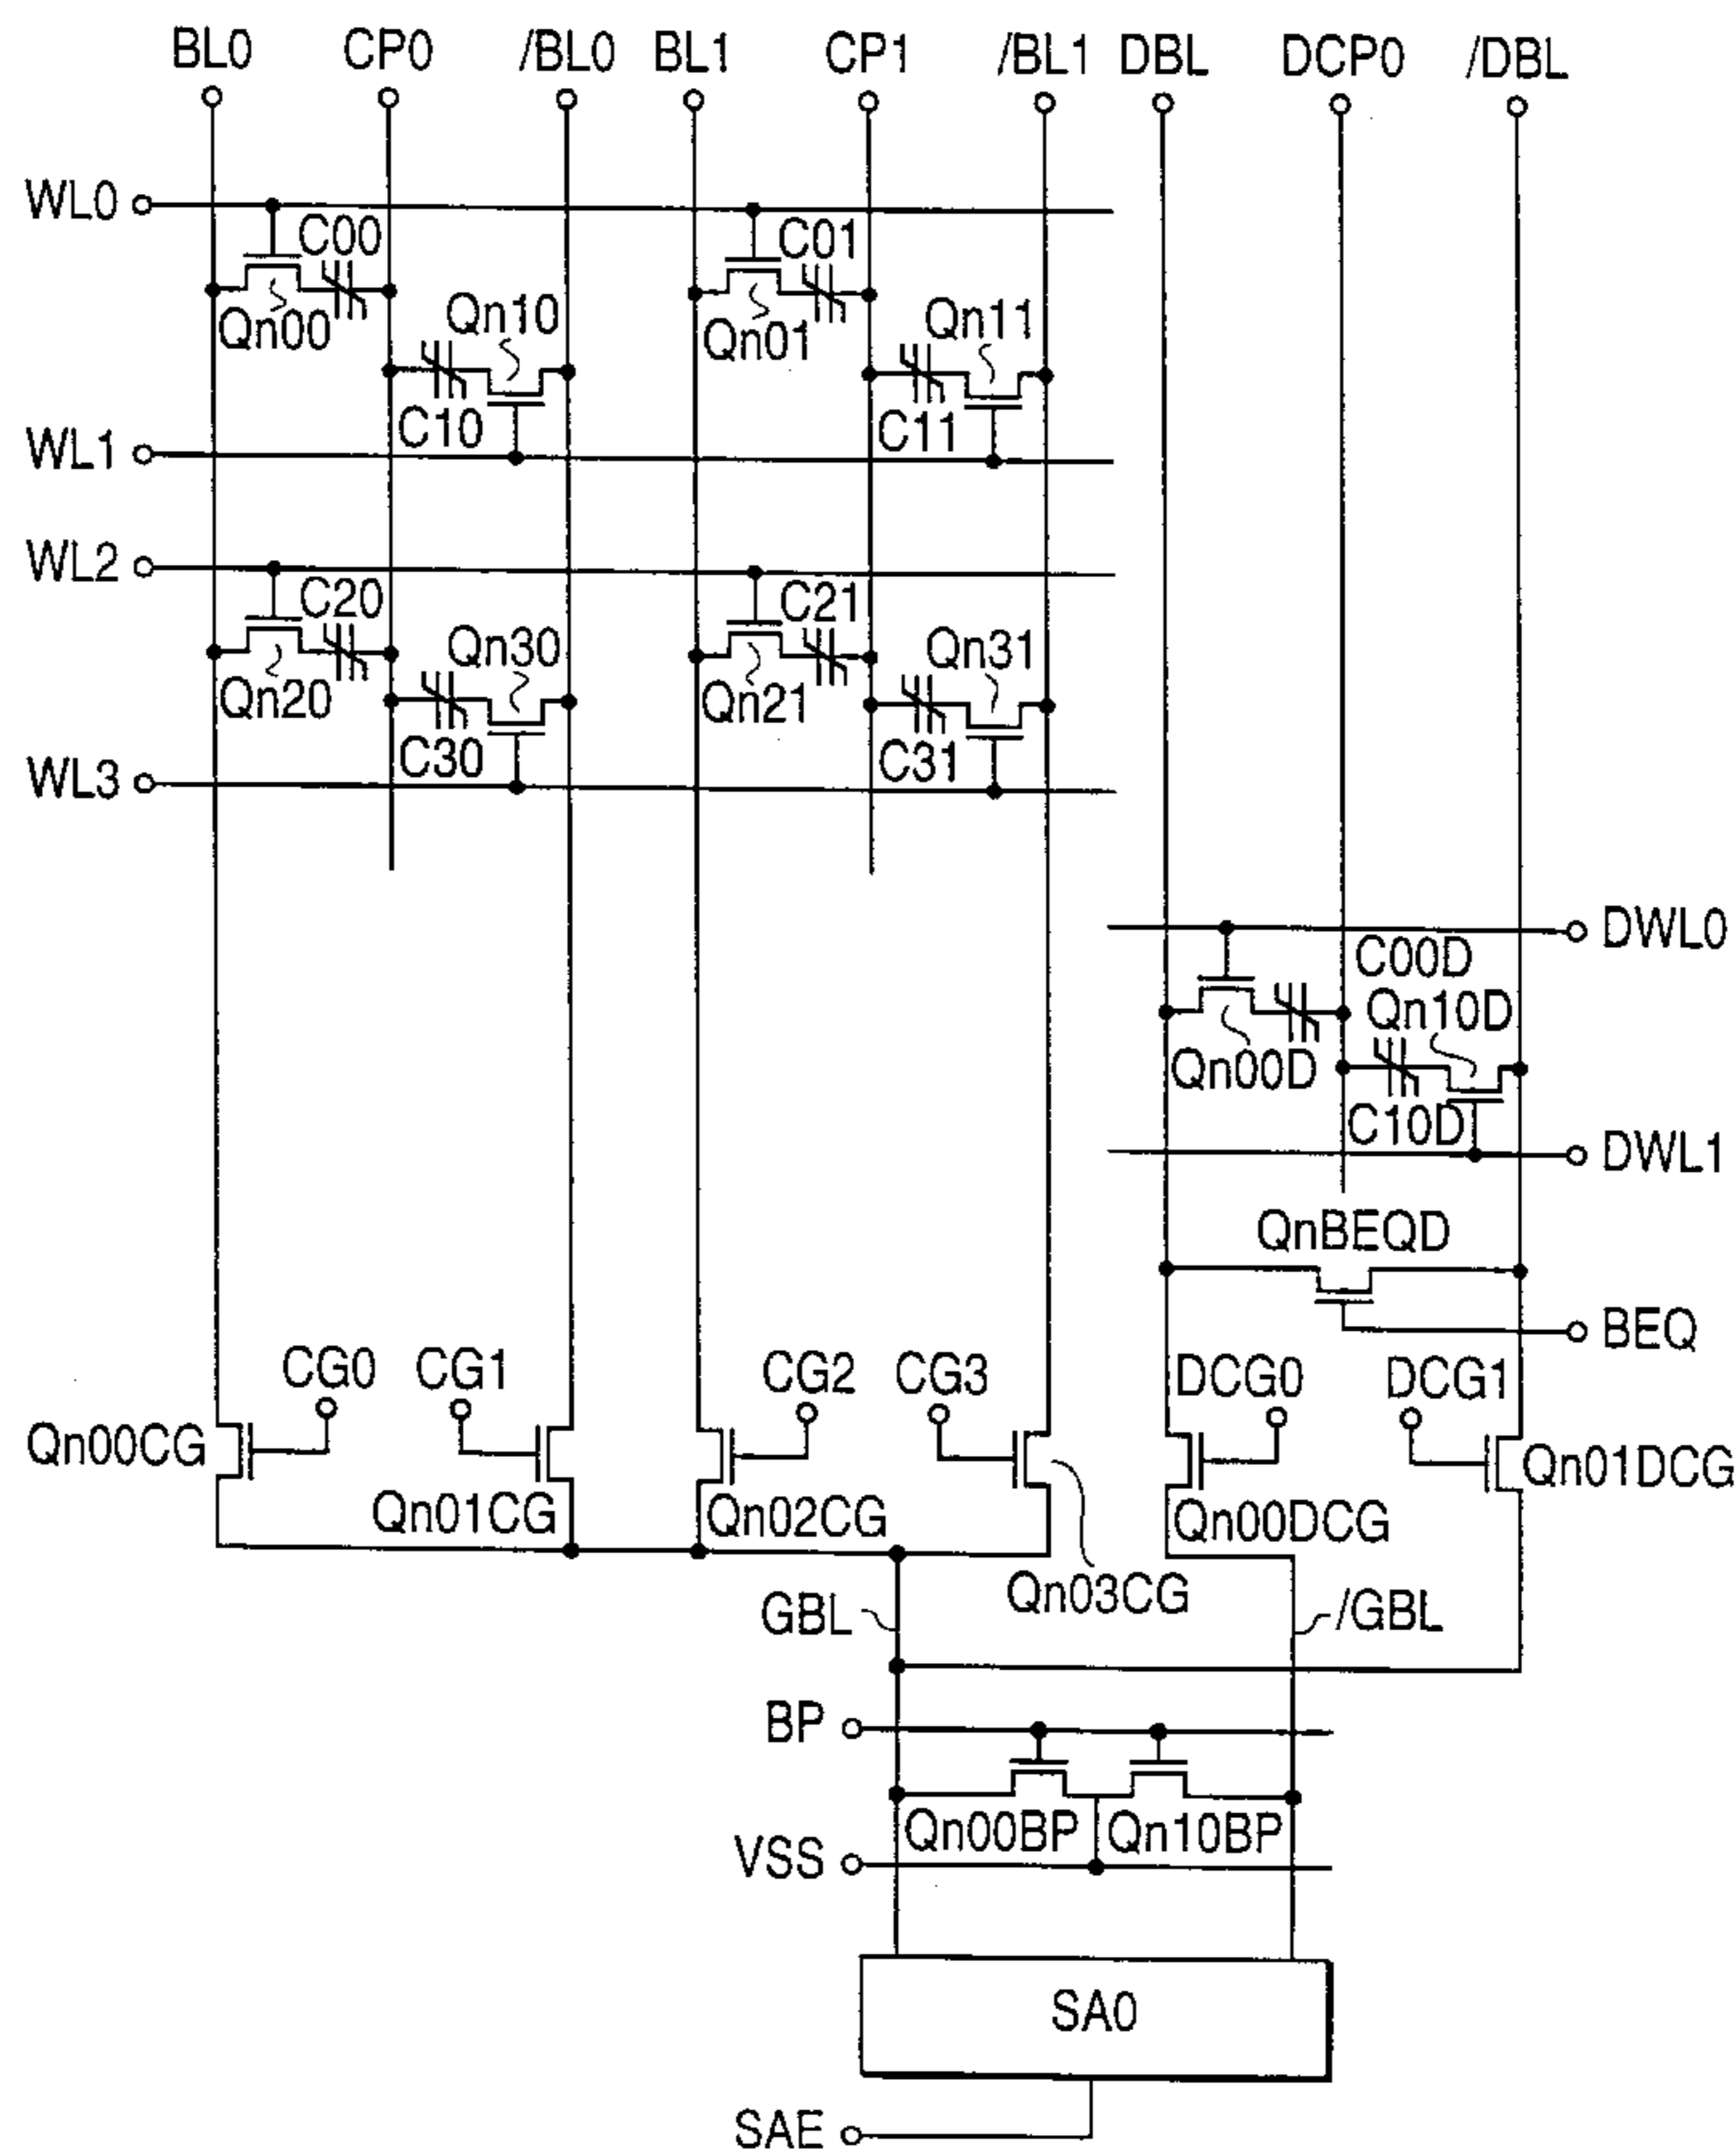 BL0 CP0 /BL0 BL1 CP1 /BL1 DBL DCP0 /DBL
WL0
C00 C01
Qn00 Qn10 Qn01 Qn11
C10 C11
WL1
WL2
C20 C21
Qn20 Qn30 Qn21 Qn31
C30 C31
WL3
DWL0
C00D
Qn10D
Qn00D
C10D
DWL1
QnBEQD
BEQ
CG0 CG1 CG2 CG3 DCG0 DCG1
Qn00CG Qn01CG Qn02CG Qn03CG Qn00DCG Qn01DCG
GBL /GBL
BP
Qn00BP Qn10BP
VSS
SA0
SAE